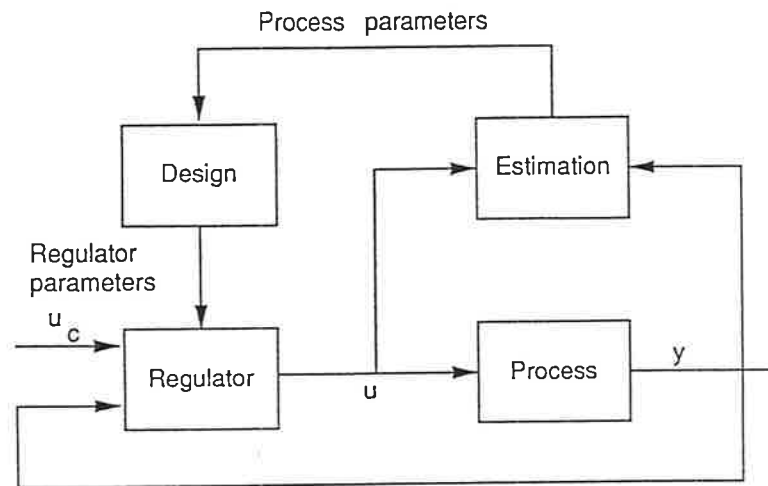 Process parameters
Design
Estimation
Regulator
parameters
u
c
Regulator
u
Process
y